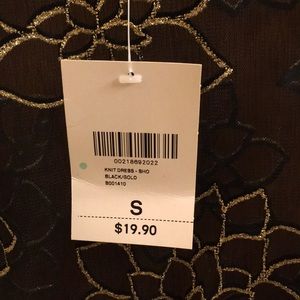 00218692022
KNIT DRESS - SHO
BLACK/GOLD
B001410
S
$19.90